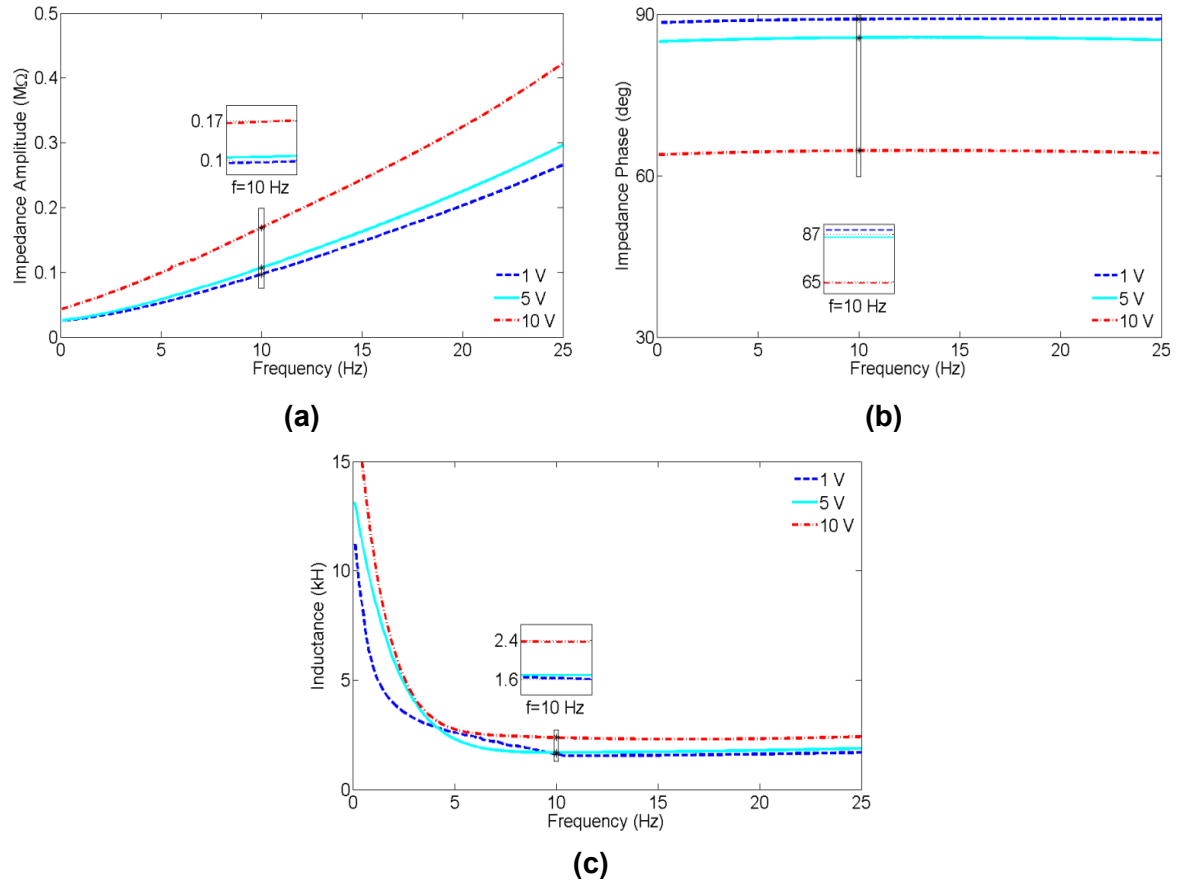 Impedance Amplitude (MΩ)
0.5
0.4
0.3
0.2
0.1
0
0.17
0.1
f=10 Hz
1 V
5 V
10 V
0
5
10
15
20
25
Frequency (Hz)
(a)
Impedance Phase (deg)
90
60
30
87
65
f=10 Hz
1 V
5 V
10 V
0
5
10
15
20
25
Frequency (Hz)
(b)
Inductance (kH)
15
10
5
0
2.4
1.6
f=10 Hz
1 V
5 V
10 V
0
5
10
15
20
25
Frequency (Hz)
(c)